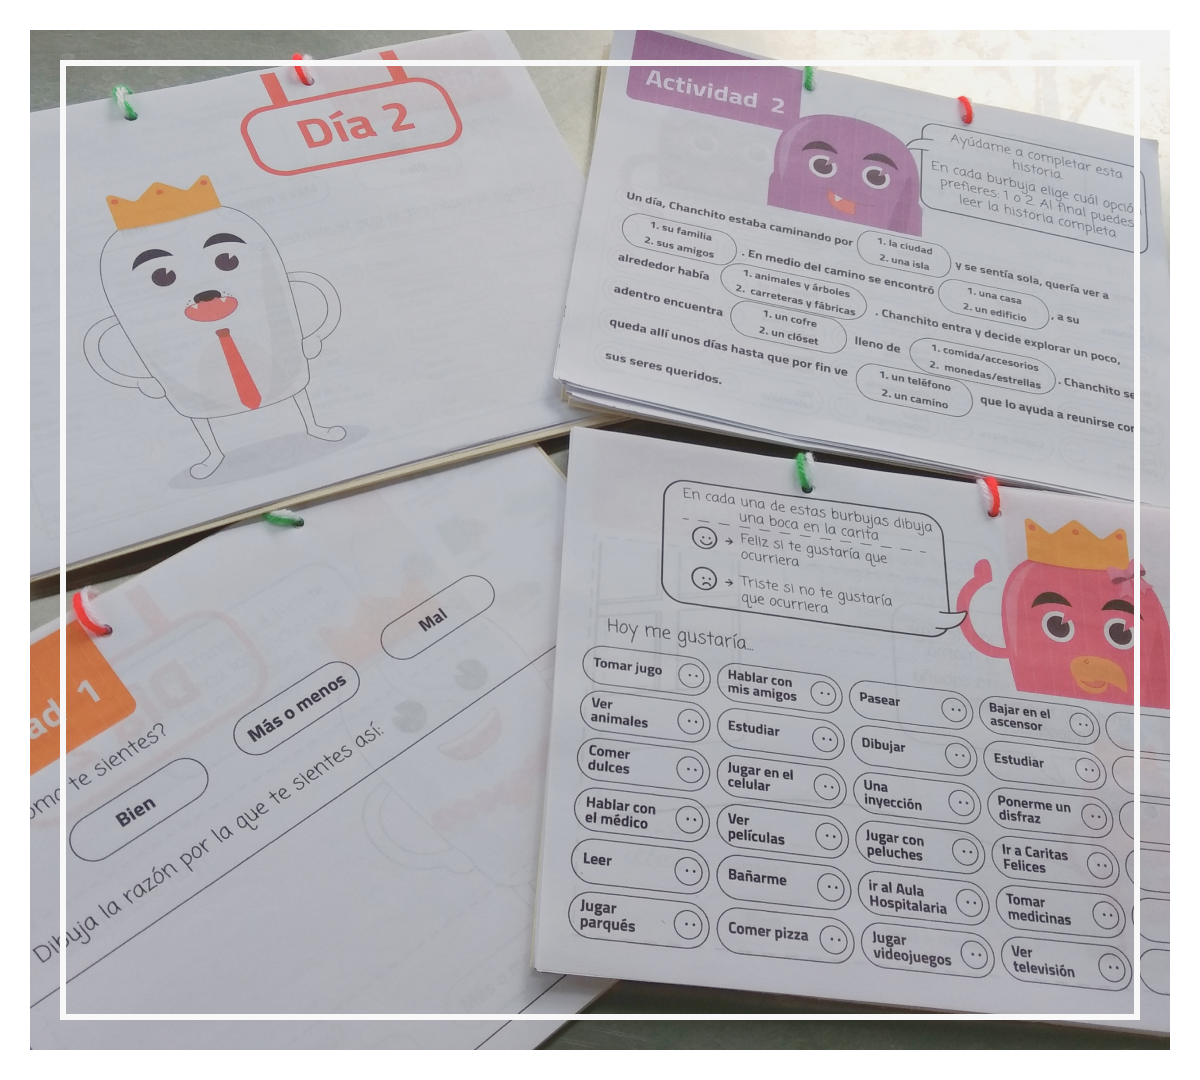 Día 2
Actividad 2
Ayúdame a completar esta
historia
En cada burbuja elige cuál opció
prefieres: 1 o 2. Al final puedes
leer la historia completa
Un día, Chanchito estaba caminando por 1. la ciudad 2. una isla y se sentía sola, quería ver a
1. su familia 2. sus amigos . En medio del camino se encontró 1. una casa 2. un edificio , a su
alrededor había 1. animales y árboles 2. carreteras y fábricas . Chanchito entra y decide explorar un poco,
adentro encuentra 1. un cofre 2. un clóset lleno de 1. comida/accesorios 2. monedas/estrellas . Chanchito se
queda allí unos días hasta que por fin ve 1. un teléfono 2. un camino que lo ayuda a reunirse con
sus seres queridos.
ad 1
te sientes?
Bien
Más o menos
Mal
Dibuja la razón por la que te sientes así:
En cada una de estas burbujas dibuja
una boca en la carita
→ Feliz si te gustaría que
ocurriera
→ Triste si no te gustaría
que ocurriera
Hoy me gustaría...
Tomar jugo
Hablar con
mis amigos
Pasear
Bajar en el
ascensor
Ver
animales
Estudiar
Dibujar
Estudiar
Comer
dulces
Jugar en el
celular
Una
inyección
Ponerme un
disfraz
Hablar con
el médico
Ver
películas
Jugar con
peluches
Ir a Caritas
Felices
Leer
Bañarme
ir al Aula
Hospitalaria
Tomar
medicinas
Jugar
parqués
Comer pizza
Jugar
videojuegos
Ver
televisión